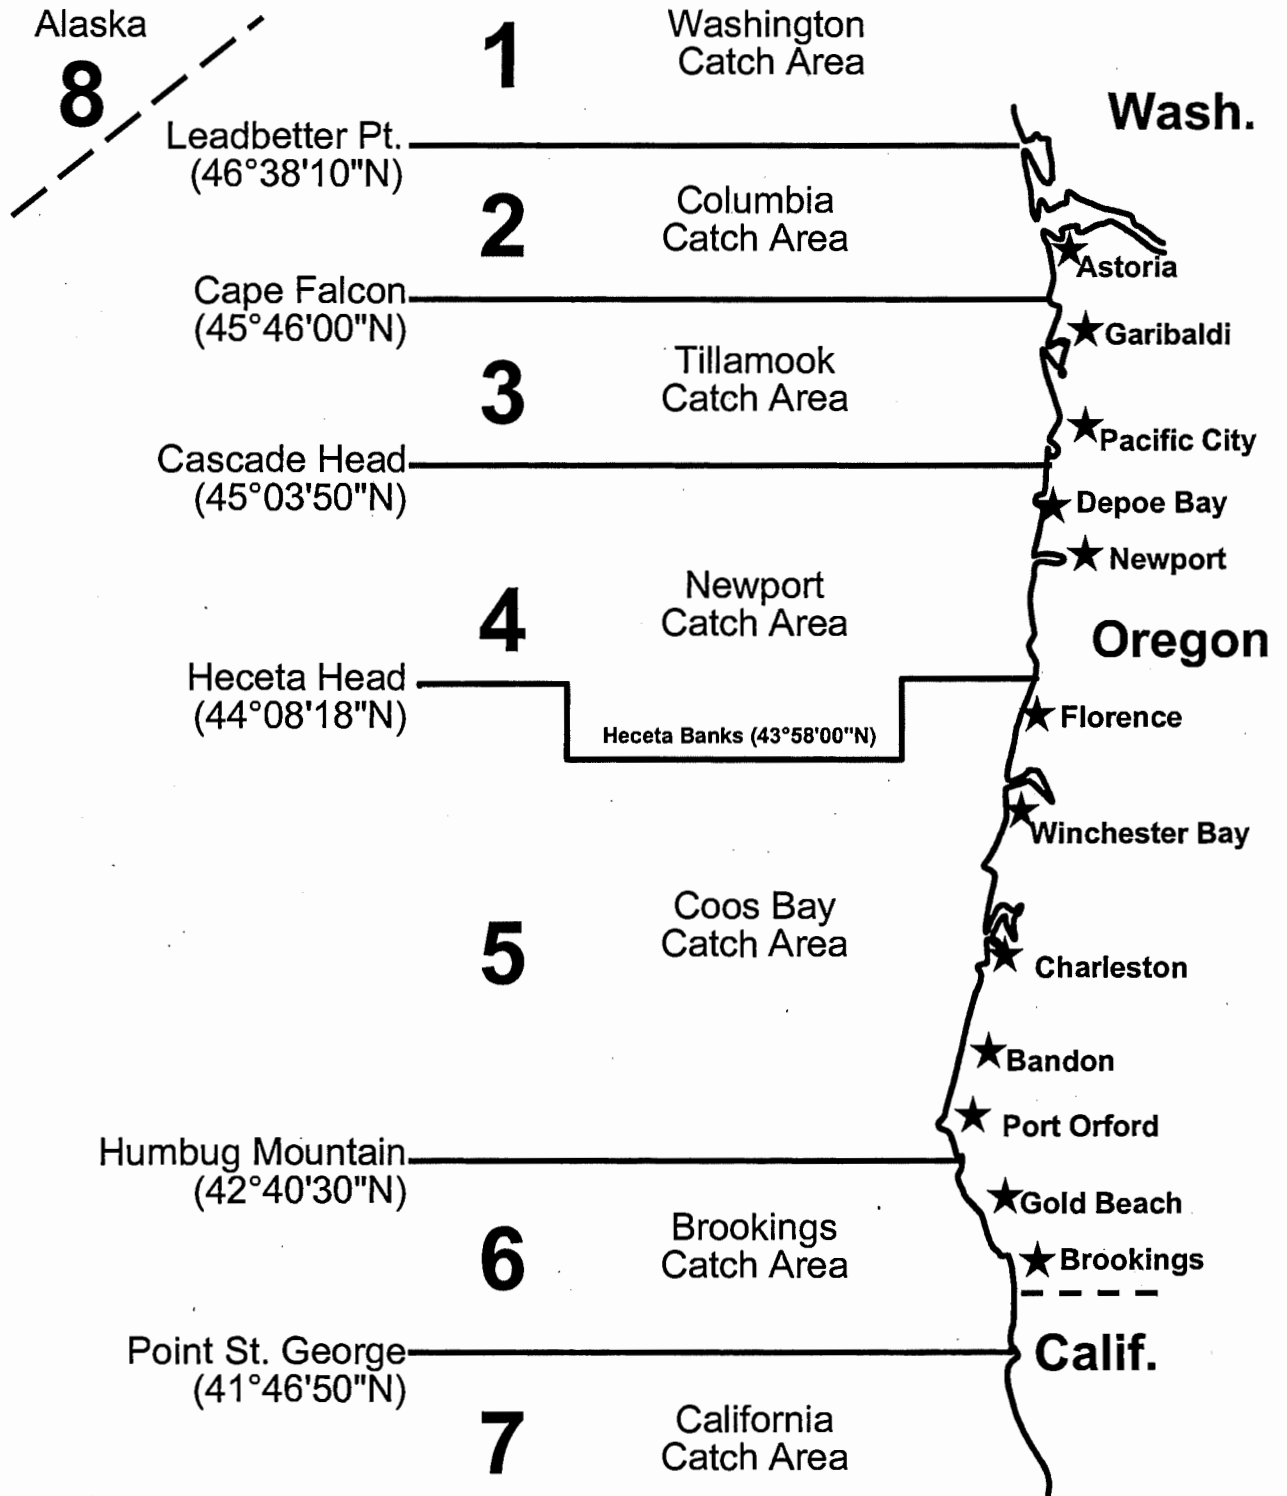 Alaska
8
1
Washington
Catch Area
Wash.
Leadbetter Pt.
(46°38'10"N)
2
Columbia
Catch Area
Astoria
Cape Falcon
(45°46'00"N)
Garibaldi
3
Tillamook
Catch Area
Pacific City
Cascade Head
(45°03'50"N)
Depoe Bay
Newport
4
Newport
Catch Area
Oregon
Heceta Head
(44°08'18"N)
Heceta Banks (43°58'00"N)
Florence
Winchester Bay
5
Coos Bay
Catch Area
Charleston
Bandon
Port Orford
Humbug Mountain
(42°40'30"N)
Gold Beach
6
Brookings
Catch Area
Brookings
Point St. George
(41°46'50"N)
Calif.
7
California
Catch Area